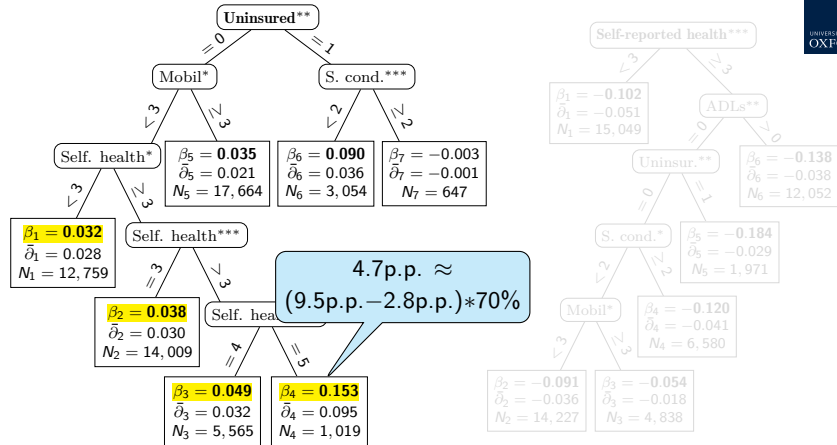 Uninsured**
=0
=1
Mobil*
S. cond.***
< 3
≥ 3
< 2
≥ 2
Self. health*
β5 = 0.035
∂̄5 = 0.021
N5 = 17,664
β6 = 0.090
∂̄6 = 0.036
N6 = 3,054
β7 = −0.003
∂̄7 = −0.001
N7 = 647
< 3
≥ 3
β1 = 0.032
∂̄1 = 0.028
N1 = 12,759
Self. health***
= 3
> 3
β2 = 0.038
∂̄2 = 0.030
N2 = 14,009
Self.
4.7p.p. ≈
(9.5p.p.−2.8p.p.)∗70%
= 4
= 5
β3 = 0.049
∂̄3 = 0.032
N3 = 5,565
β4 = 0.153
∂̄4 = 0.095
N4 = 1,019
Self-reported health***
< 3
≥ 3
β1 = −0.102
∂̄1 = −0.051
N1 = 15,049
ADLs**
= 0
> 0
Uninsur.**
β6 = −0.138
∂̄6 = −0.038
N6 = 12,052
= 0
= 1
S. cond.*
β5 = −0.184
∂̄5 = −0.029
N5 = 1,971
< 2
≥ 2
Mobil*
β4 = −0.120
∂̄4 = −0.041
N4 = 6,580
< 3
≥ 3
β2 = −0.091
∂̄2 = −0.036
N2 = 14,227
β3 = −0.054
∂̄3 = −0.018
N3 = 4,838